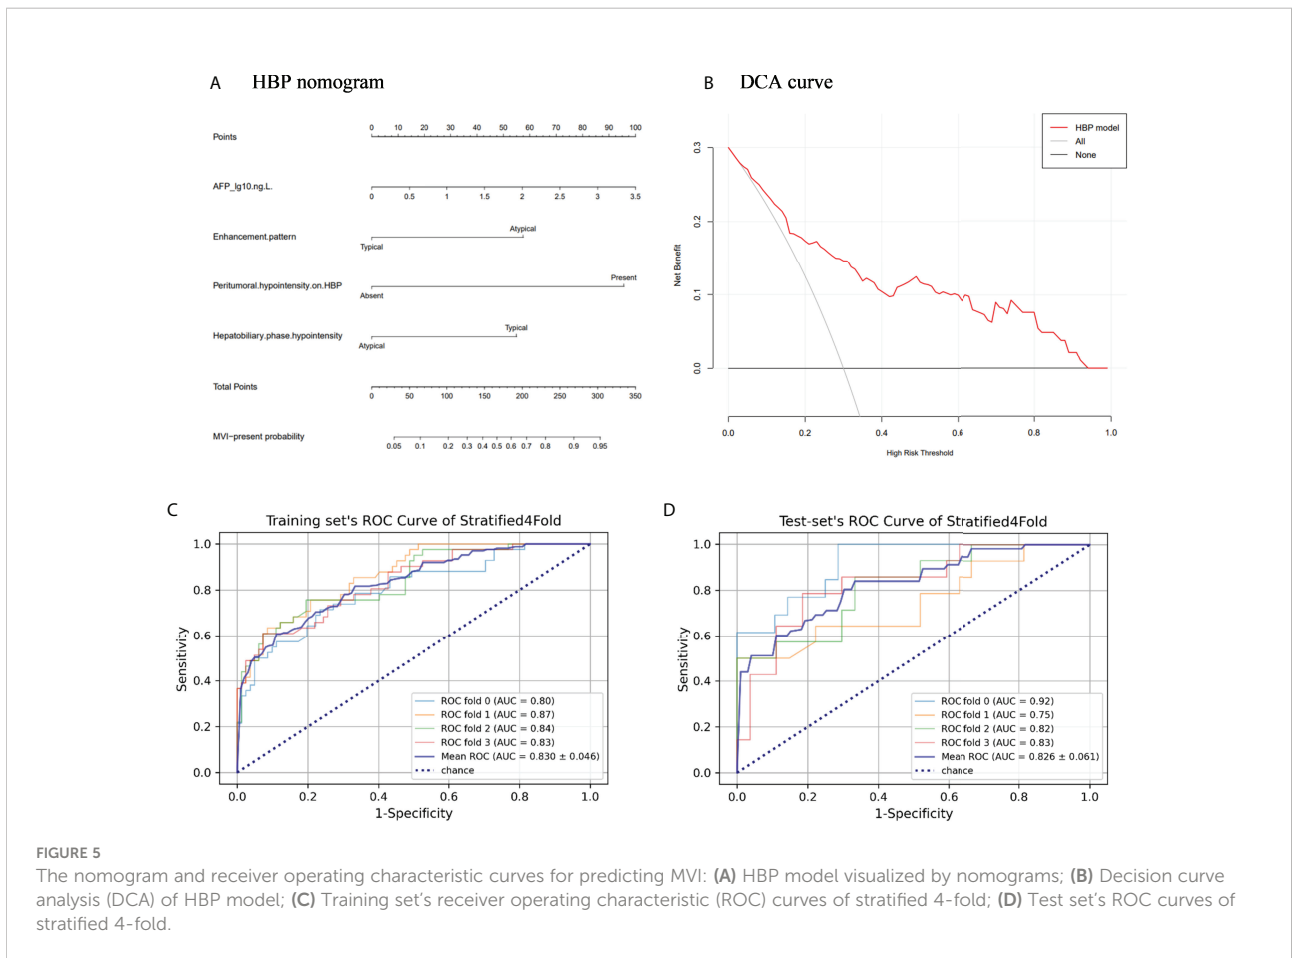 A HBP nomogram
Points
0 10 20 30 40 50 60 70 80 90 100
AFP_lg10.ng.L.
0 0.5 1 1.5 2 2.5 3 3.5
Enhancement.pattern
Atypical
Typical
Peritumoral.hypointensity.on.HBP
Present
Absent
Hepatobiliary.phase.hypointensity
Typical
Atypical
Total Points
0 50 100 150 200 250 300 350
MVI−present probability
0.05 0.1 0.2 0.3 0.4 0.5 0.6 0.7 0.8 0.9 0.95
B DCA curve
HBP model
All
None
Net Benefit
0.3
0.2
0.1
0.0
0.0 0.2 0.4 0.6 0.8 1.0
High Risk Threshold
C
Training set's ROC Curve of Stratified4Fold
Sensitivity
1.0
0.8
0.6
0.4
0.2
0.0
ROC fold 0 (AUC = 0.80)
ROC fold 1 (AUC = 0.87)
ROC fold 2 (AUC = 0.84)
ROC fold 3 (AUC = 0.83)
Mean ROC (AUC = 0.830 ± 0.046)
chance
0.0 0.2 0.4 0.6 0.8 1.0
1-Specificity
D
Test-set's ROC Curve of Stratified4Fold
Sensitivity
1.0
0.8
0.6
0.4
0.2
0.0
ROC fold 0 (AUC = 0.92)
ROC fold 1 (AUC = 0.75)
ROC fold 2 (AUC = 0.82)
ROC fold 3 (AUC = 0.83)
Mean ROC (AUC = 0.826 ± 0.061)
chance
0.0 0.2 0.4 0.6 0.8 1.0
1-Specificity
FIGURE 5
The nomogram and receiver operating characteristic curves for predicting MVI: (A) HBP model visualized by nomograms; (B) Decision curve
analysis (DCA) of HBP model; (C) Training set's receiver operating characteristic (ROC) curves of stratified 4-fold; (D) Test set's ROC curves of
stratified 4-fold.